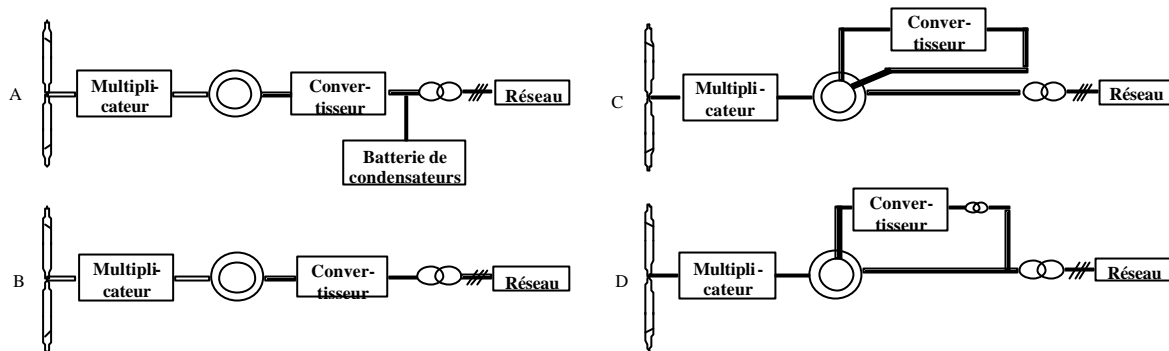 A
Multipli-
cateur
Conver-
tisseur
Réseau
Batterie de
condensateurs
B
Multipli-
cateur
Conver-
tisseur
Réseau
C
Multipli-
cateur
Conver-
tisseur
Réseau
D
Multipli-
cateur
Conver-
tisseur
Réseau